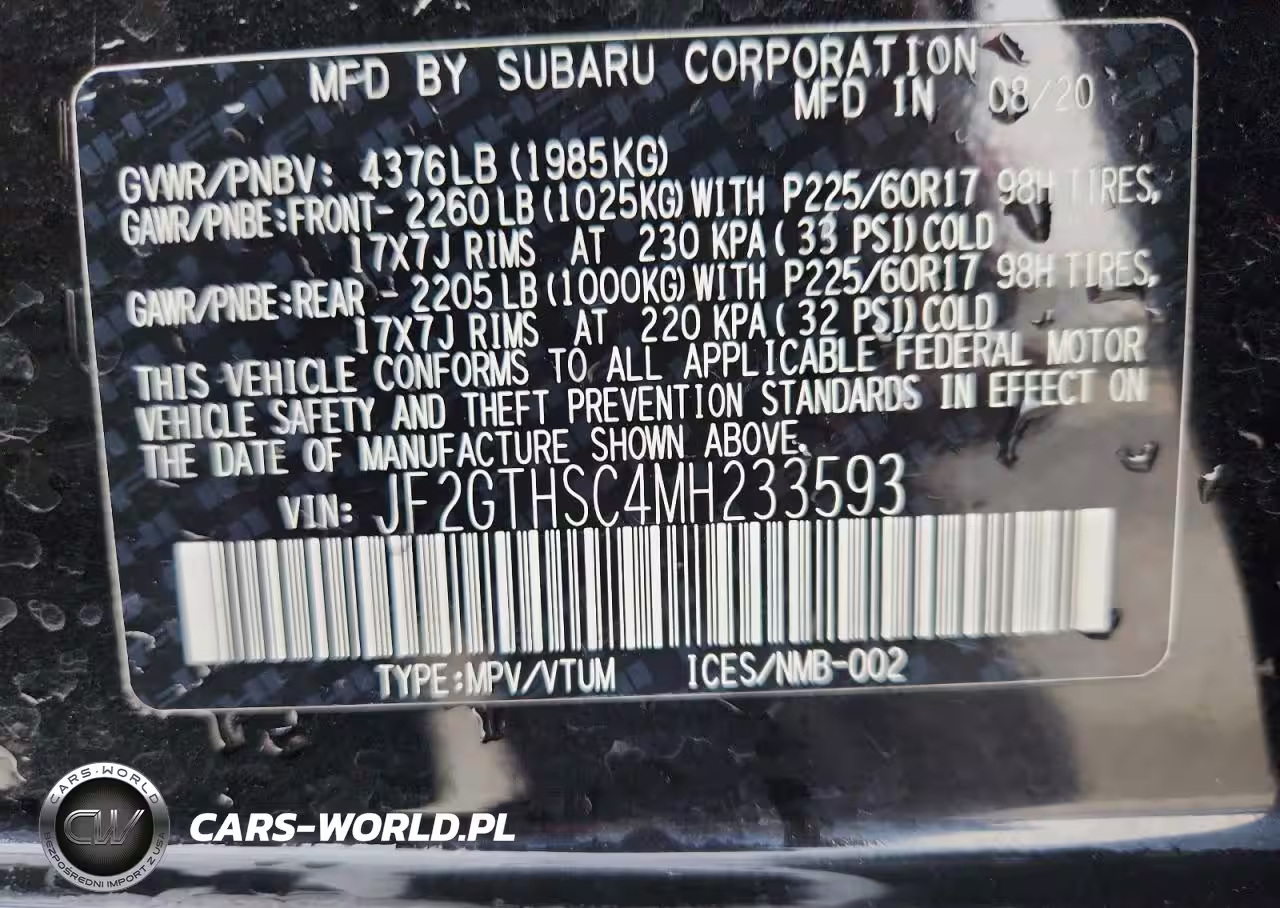 MFD BY SUBARU CORPORATION
MFD IN 08/20
GVWR/PNBV: 4376LB (1985KG)
GAWR/PNBE:FRONT- 2260LB (1025KG) WITH P225/60R17 98H TIRES,
17X7J RIMS AT 230 KPA ( 33 PSI) COLD
GAWR/PNBE:REAR - 2205LB (1000KG) WITH P225/60R17 98H TIRES,
17X7J RIMS AT 220 KPA ( 32 PSI) COLD
THIS VEHICLE CONFORMS TO ALL APPLICABLE FEDERAL MOTOR
VEHICLE SAFETY AND THEFT PREVENTION STANDARDS IN EFFECT ON
THE DATE OF MANUFACTURE SHOWN ABOVE.
VIN: JF2GTHSC4MH233593
TYPE:MPV/VTUM ICES/NMB-002
CARS-WORLD
CW
BEZPOŚREDNI IMPORT Z USA
CARS-WORLD.PL